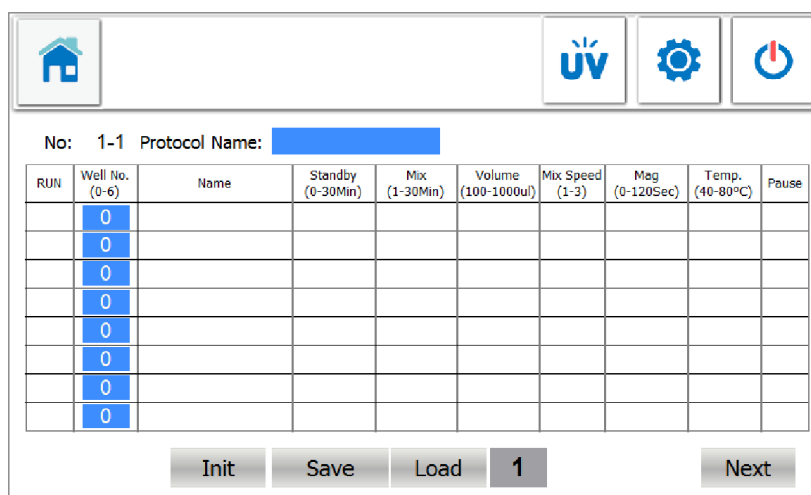 UV
No: 1-1 Protocol Name:
RUN Well No. (0-6) Name Standby (0-30Min) Mix (1-30Min) Volume (100-1000ul) Mix Speed (1-3) Mag (0-120Sec) Temp. (40-80ºC) Pause
0
0
0
0
0
0
0
0
Init Save Load 1 Next